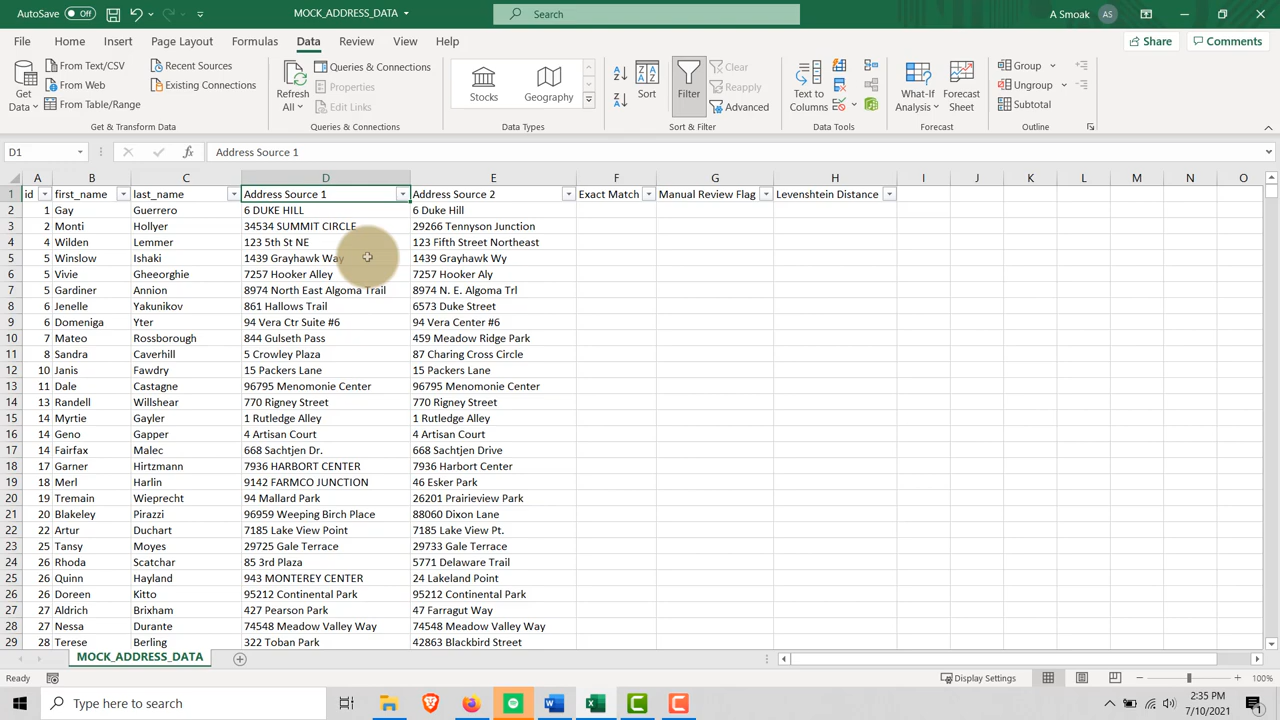 AutoSave Off MOCK_ADDRESS_DATA Search A Smoak AS
File Home Insert Page Layout Formulas Data Review View Help Share Comments
Get Data From Text/CSV From Web From Table/Range Recent Sources Existing Connections
Refresh All Queries & Connections Properties Edit Links
Stocks Geography Sort Filter Clear Reapply Advanced
Text to Columns What-If Analysis Forecast Sheet Group Ungroup Subtotal
Get & Transform Data Queries & Connections Data Types Sort & Filter Data Tools Forecast Outline
D1 fx Address Source 1
A B C D E F G H I J K L M N O
1 id first_name last_name Address Source 1 Address Source 2 Exact Match Manual Review Flag Levenshtein Distance
2 1 Gay Guerrero 6 DUKE HILL 6 Duke Hill
3 2 Monti Hollyer 34534 SUMMIT CIRCLE 29266 Tennyson Junction
4 4 Wilden Lemmer 123 5th St NE 123 Fifth Street Northeast
5 5 Winslow Ishaki 1439 Grayhawk Way 1439 Grayhawk Wy
6 5 Vivie Gheeorghie 7257 Hooker Alley 7257 Hooker Aly
7 5 Gardiner Annion 8974 North East Algoma Trail 8974 N. E. Algoma Trl
8 6 Jenelle Yakunikov 861 Hallows Trail 6573 Duke Street
9 6 Domeniga Yter 94 Vera Ctr Suite #6 94 Vera Center #6
10 7 Mateo Rossborough 844 Gulseth Pass 459 Meadow Ridge Park
11 8 Sandra Caverhill 5 Crowley Plaza 87 Charing Cross Circle
12 10 Janis Fawdry 15 Packers Lane 15 Packers Lane
13 11 Dale Castagne 96795 Menomonie Center 96795 Menomonie Center
14 13 Randell Willshear 770 Rigney Street 770 Rigney Street
15 14 Myrtie Gayler 1 Rutledge Alley 1 Rutledge Alley
16 14 Geno Gapper 4 Artisan Court 4 Artisan Court
17 14 Fairfax Malec 668 Sachtjen Dr. 668 Sachtjen Drive
18 17 Garner Hirtzmann 7936 HARBORT CENTER 7936 Harbort Center
19 18 Merl Harlin 9142 FARMCO JUNCTION 46 Esker Park
20 19 Tremain Wieprecht 94 Mallard Park 26201 Prairieview Park
21 20 Blakeley Pirazzi 96959 Weeping Birch Place 88060 Dixon Lane
22 22 Artur Duchart 7185 Lake View Point 7185 Lake View Pt.
23 25 Tansy Moyes 29725 Gale Terrace 29733 Gale Terrace
24 26 Rhoda Scatchar 85 3rd Plaza 5771 Delaware Trail
25 26 Quinn Hayland 943 MONTEREY CENTER 24 Lakeland Point
26 26 Doreen Kitto 95212 Continental Park 95212 Continental Park
27 27 Aldrich Brixham 427 Pearson Park 47 Farragut Way
28 27 Nessa Durante 74548 Meadow Valley Way 74548 Meadow Valley Way
29 28 Terese Berling 322 Toban Park 42863 Blackbird Street
MOCK_ADDRESS_DATA
Ready Display Settings 100%
Type here to search 2:35 PM
7/10/2021